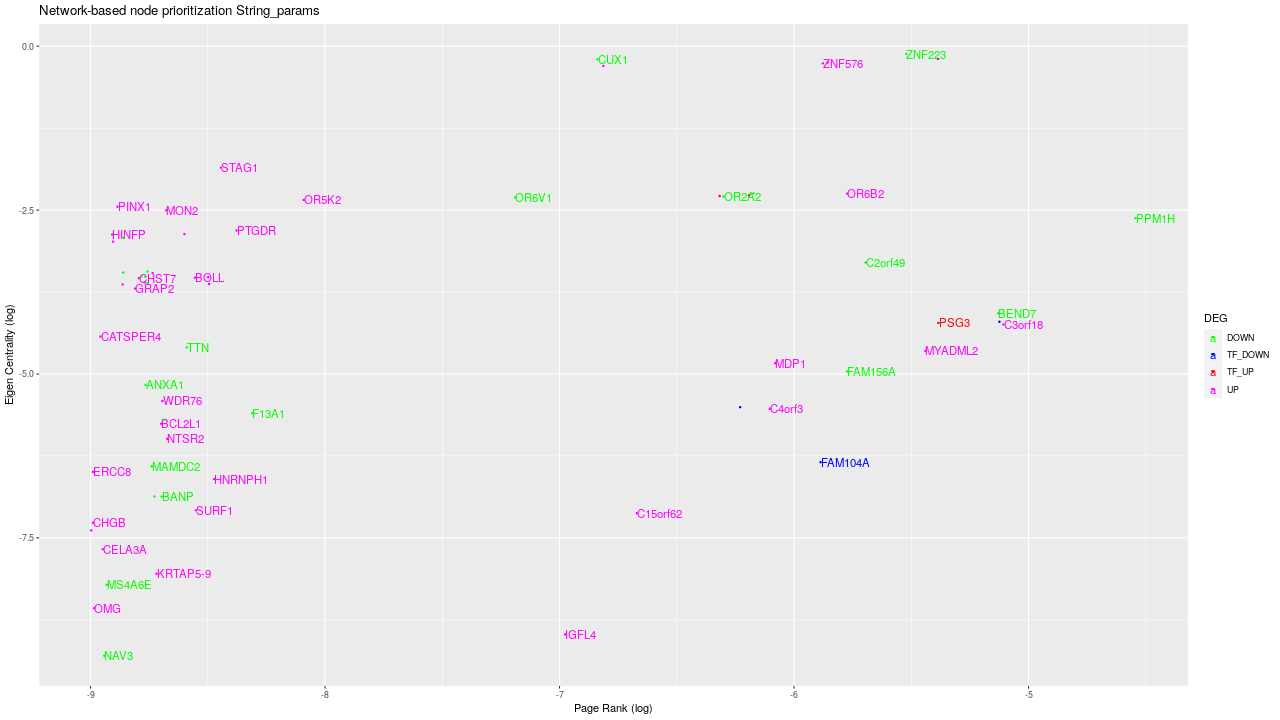 Network-based node prioritization String_params
0.0
CUX1
ZNF576
ZNF223
STAG1
OR5K2
OR6V1
OR2A2
OR6B2
PINX1
MON2
-2.5
PPM1H
HINFP
PTGDR
C2orf49
CHST7
BOLL
GRAP2
BEND7
C3orf18
PSG3
CATSPER4
TTN
MYADML2
MDP1
-5.0
FAM156A
ANXA1
WDR76
C4orf3
F13A1
BCL2L1
NTSR2
FAM104A
MAMDC2
ERCC8
HNRNPH1
BANP
SURF1
C15orf62
CHGB
-7.5
CELA3A
KRTAP5-9
MS4A6E
OMG
IGFL4
NAV3
-9
-8
-7
-6
-5
Page Rank (log)
Eigen Centrality (log)
DEG
a DOWN
a TF_DOWN
a TF_UP
a UP